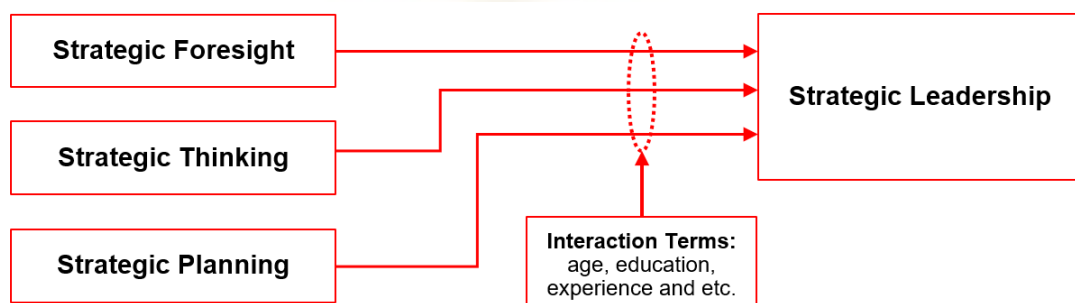 Strategic Foresight
Strategic Leadership
Strategic Thinking
Strategic Planning
Interaction Terms:
age, education,
experience and etc.